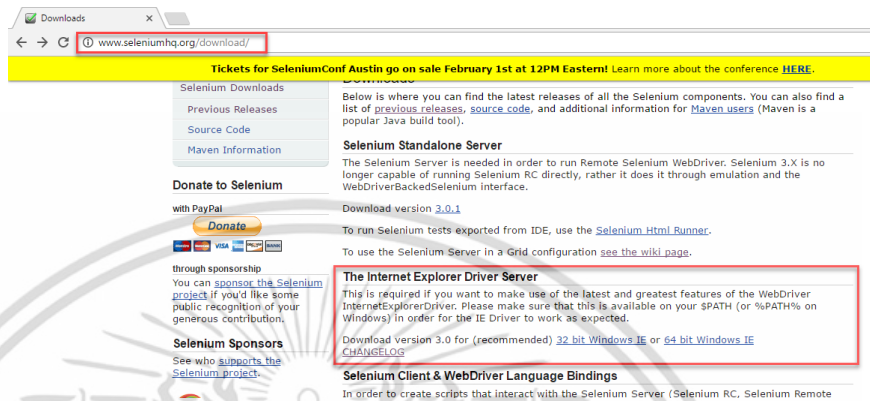 Downloads
www.seleniumhq.org/download/
Tickets for SeleniumConf Austin go on sale February 1st at 12PM Eastern! Learn more about the conference HERE.
Selenium Downloads
Previous Releases
Source Code
Maven Information
Donate to Selenium
with PayPal
Donate
VISA
through sponsorship
You can sponsor the Selenium
project if you'd like some
public recognition of your
generous contribution.
Selenium Sponsors
See who supports the
Selenium project.
Downloads
Below is where you can find the latest releases of all the Selenium components. You can also find a
list of previous releases, source code, and additional information for Maven users (Maven is a
popular Java build tool).
Selenium Standalone Server
The Selenium Server is needed in order to run Remote Selenium WebDriver. Selenium 3.X is no
longer capable of running Selenium RC directly, rather it does it through emulation and the
WebDriverBackedSelenium interface.
Download version 3.0.1
To run Selenium tests exported from IDE, use the Selenium Html Runner.
To use the Selenium Server in a Grid configuration see the wiki page.
The Internet Explorer Driver Server
This is required if you want to make use of the latest and greatest features of the WebDriver
InternetExplorerDriver. Please make sure that this is available on your $PATH (or %PATH% on
Windows) in order for the IE Driver to work as expected.
Download version 3.0 for (recommended) 32 bit Windows IE or 64 bit Windows IE
CHANGELOG
Selenium Client & WebDriver Language Bindings
In order to create scripts that interact with the Selenium Server (Selenium RC, Selenium Remote